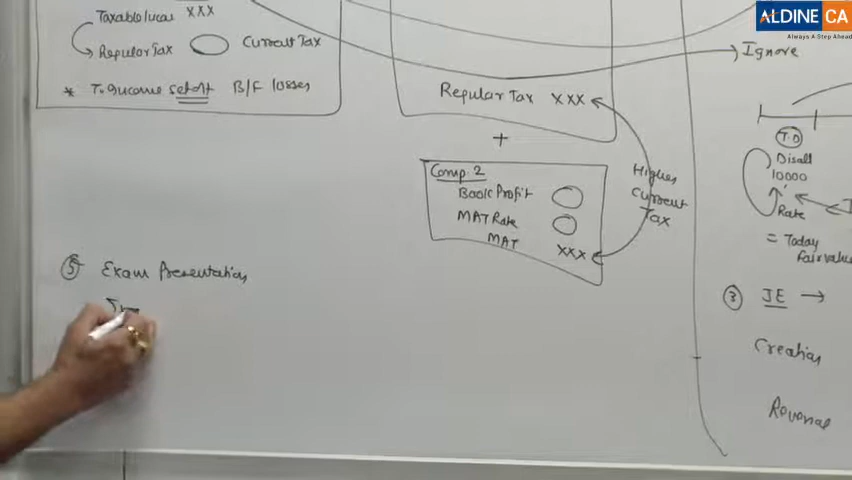 ALDINE CA
Always A Step Ahead
Taxable XXX
Regular Tax Current Tax
* T. Income setoff B/F losses
Regular Tax XXX
+
Comp. 2
Book Profit
MAT Rate
MAT XXX
Higher
Current
Tax
⑤ Exam Presentation
Ignore
T.D
Disall
10000
Rate
= Today
Fair value
③ JE →
Creation
Reversal